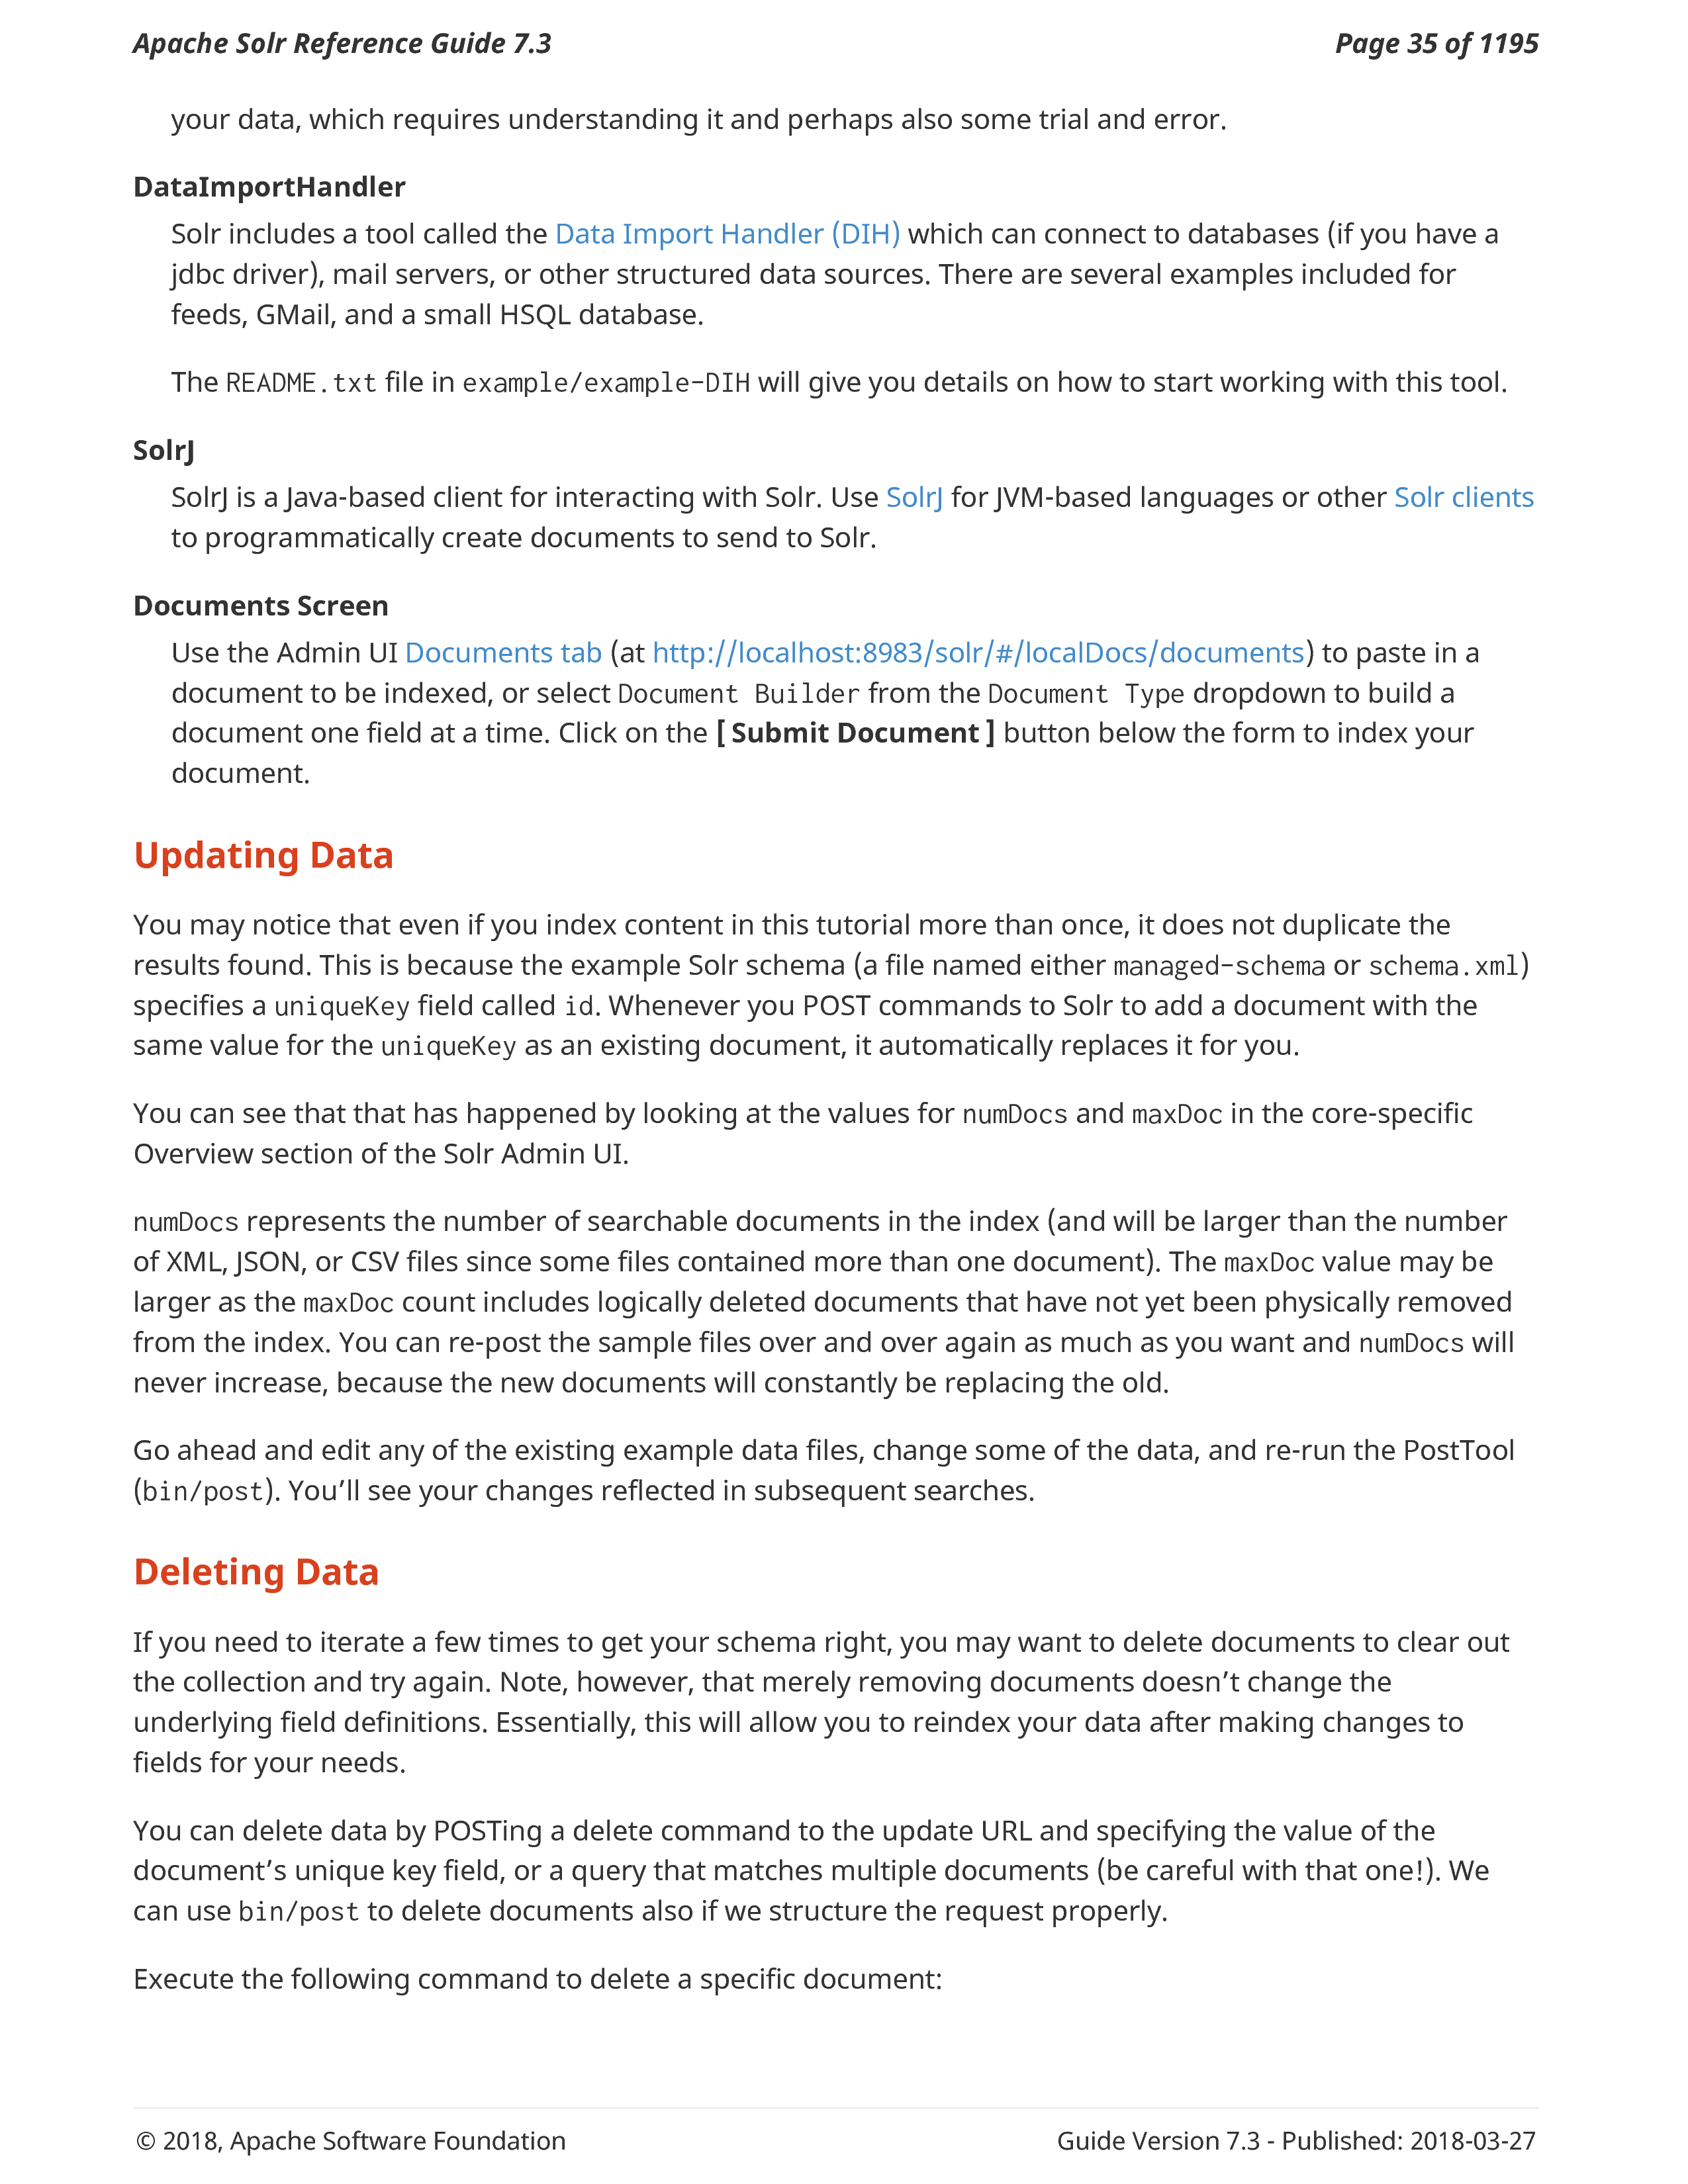 Apache Solr Reference Guide 7.3 Page 35 of 1195
your data, which requires understanding it and perhaps also some trial and error.
DataImportHandler
Solr includes a tool called the Data Import Handler (DIH) which can connect to databases (if you have a
jdbc driver), mail servers, or other structured data sources. There are several examples included for
feeds, GMail, and a small HSQL database.
The README.txt file in example/example-DIH will give you details on how to start working with this tool.
SolrJ
SolrJ is a Java-based client for interacting with Solr. Use SolrJ for JVM-based languages or other Solr clients
to programmatically create documents to send to Solr.
Documents Screen
Use the Admin UI Documents tab (at http://localhost:8983/solr/#/localDocs/documents) to paste in a
document to be indexed, or select Document Builder from the Document Type dropdown to build a
document one field at a time. Click on the [ Submit Document ] button below the form to index your
document.
Updating Data
You may notice that even if you index content in this tutorial more than once, it does not duplicate the
results found. This is because the example Solr schema (a file named either managed-schema or schema.xml)
specifies a uniqueKey field called id. Whenever you POST commands to Solr to add a document with the
same value for the uniqueKey as an existing document, it automatically replaces it for you.
You can see that that has happened by looking at the values for numDocs and maxDoc in the core-specific
Overview section of the Solr Admin UI.
numDocs represents the number of searchable documents in the index (and will be larger than the number
of XML, JSON, or CSV files since some files contained more than one document). The maxDoc value may be
larger as the maxDoc count includes logically deleted documents that have not yet been physically removed
from the index. You can re-post the sample files over and over again as much as you want and numDocs will
never increase, because the new documents will constantly be replacing the old.
Go ahead and edit any of the existing example data files, change some of the data, and re-run the PostTool
(bin/post). You’ll see your changes reflected in subsequent searches.
Deleting Data
If you need to iterate a few times to get your schema right, you may want to delete documents to clear out
the collection and try again. Note, however, that merely removing documents doesn’t change the
underlying field definitions. Essentially, this will allow you to reindex your data after making changes to
fields for your needs.
You can delete data by POSTing a delete command to the update URL and specifying the value of the
document’s unique key field, or a query that matches multiple documents (be careful with that one!). We
can use bin/post to delete documents also if we structure the request properly.
Execute the following command to delete a specific document:
© 2018, Apache Software Foundation Guide Version 7.3 - Published: 2018-03-27